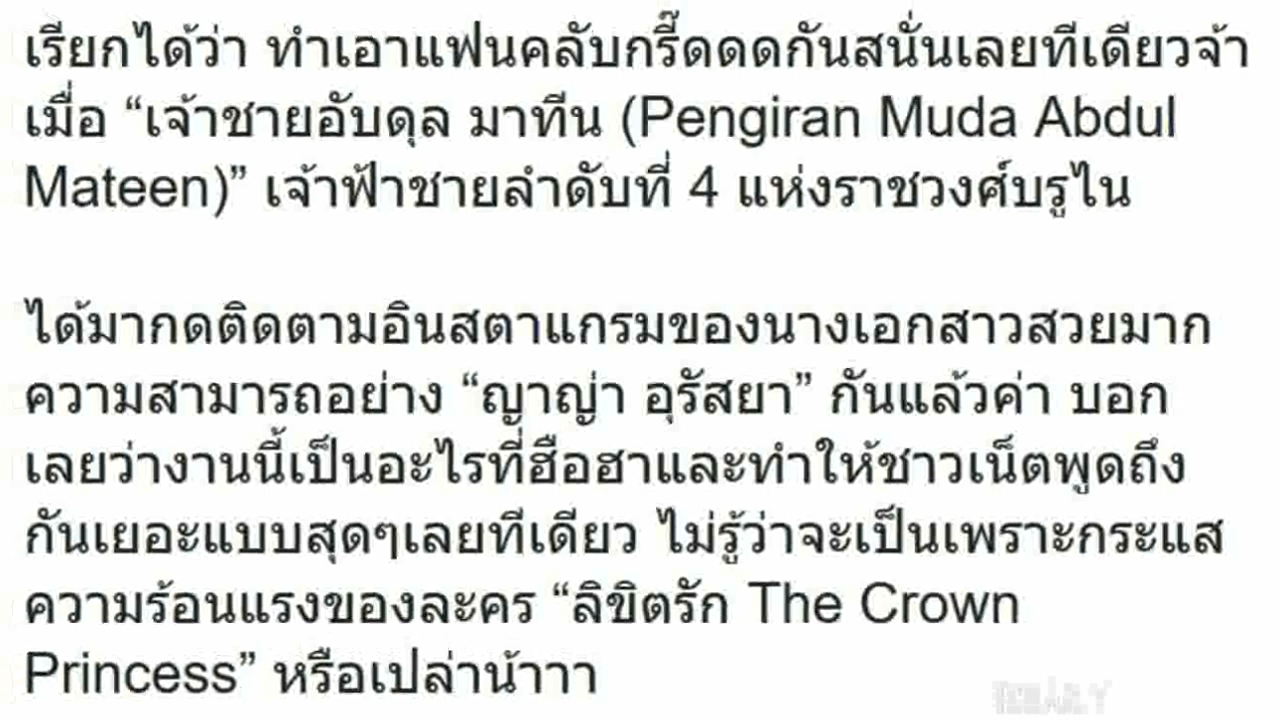 เรียกได้ว่า ทำเอาแฟนคลับกรี๊ดดดกันสนั่นเลยทีเดียวจ้า
เมื่อ “เจ้าชายอับดุล มาทีน (Pengiran Muda Abdul
Mateen)” เจ้าฟ้าชายลำดับที่ 4 แห่งราชวงศ์บรูไน
ได้มากดติดตามอินสตาแกรมของนางเอกสาวสวยมาก
ความสามารถอย่าง “ญาญ่า อุรัสยา” กันแล้วค่า บอก
เลยว่างานนี้เป็นอะไรที่ฮือฮาและทำให้ชาวเน็ตพูดถึง
กันเยอะแบบสุดๆเลยทีเดียว ไม่รู้ว่าจะเป็นเพราะกระแส
ความร้อนแรงของละคร “ลิขิตรัก The Crown
Princess” หรือเปล่าน้าาา